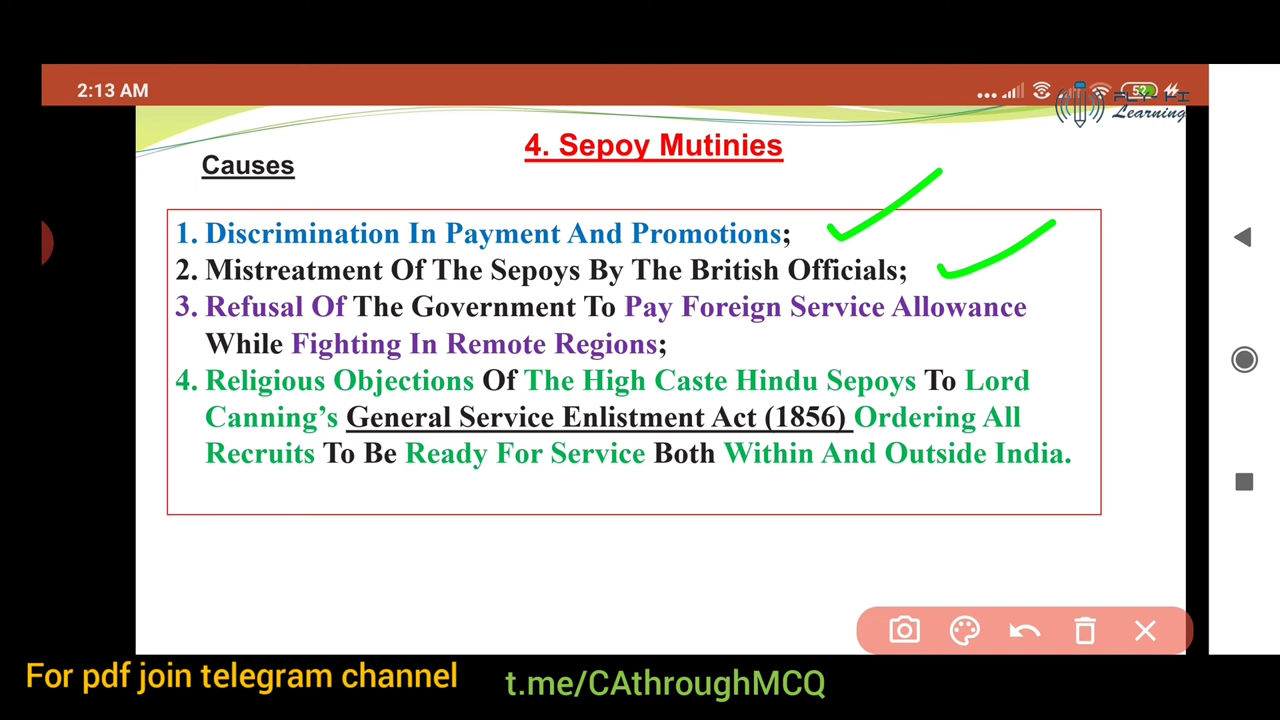 2:13 AM
52
Learning
4. Sepoy Mutinies
Causes
1. Discrimination In Payment And Promotions;
2. Mistreatment Of The Sepoys By The British Officials;
3. Refusal Of The Government To Pay Foreign Service Allowance
While Fighting In Remote Regions;
4. Religious Objections Of The High Caste Hindu Sepoys To Lord
Canning’s General Service Enlistment Act (1856) Ordering All
Recruits To Be Ready For Service Both Within And Outside India.
For pdf join telegram channel
t.me/CAthroughMCQ